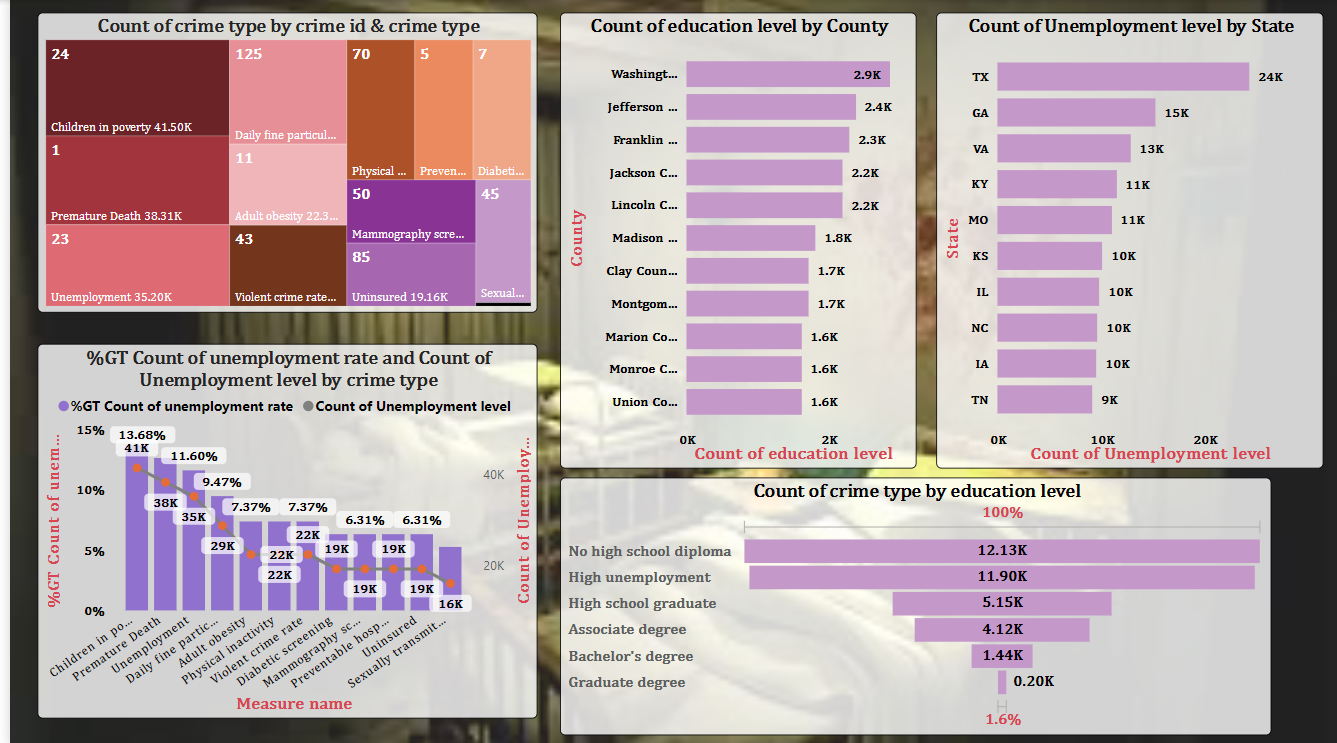 Count of crime type by crime id & crime type
24
Children in poverty 41.50K
1
Premature Death 38.31K
23
Unemployment 35.20K
125
Daily fine particul...
11
Adult obesity 22.3...
43
Violent crime rate...
70
Physical ...
5
Preven...
7
Diabeti...
50
Mammography scre...
85
Uninsured 19.16K
45
Sexual...
Count of education level by County
County
Washingt... 2.9K
Jefferson ... 2.4K
Franklin ... 2.3K
Jackson C... 2.2K
Lincoln C... 2.2K
Madison ... 1.8K
Clay Coun... 1.7K
Montgom... 1.7K
Marion Co... 1.6K
Monroe C... 1.6K
Union Co... 1.6K
0K 2K
Count of education level
Count of Unemployment level by State
State
TX 24K
GA 15K
VA 13K
KY 11K
MO 11K
KS 10K
IL 10K
NC 10K
IA 10K
TN 9K
0K 10K 20K
Count of Unemployment level
%GT Count of unemployment rate and Count of
Unemployment level by crime type
%GT Count of unemployment rate Count of Unemployment level
%GT Count of unem...
15%
10%
5%
0%
13.68%
41K
11.60%
9.47%
7.37% 7.37%
6.31% 6.31%
38K
35K
29K
22K
22K
22K
19K
19K
19K
19K
16K
40K
20K
Count of Unemploy...
Children in po...
Premature Death
Unemployment
Daily fine partic...
Adult obesity
Physical inactivity
Violent crime rate
Diabetic screening
Mammography sc...
Preventable hosp...
Uninsured
Sexually transmit...
Measure name
Count of crime type by education level
100%
No high school diploma 12.13K
High unemployment 11.90K
High school graduate 5.15K
Associate degree 4.12K
Bachelor's degree 1.44K
Graduate degree 0.20K
1.6%